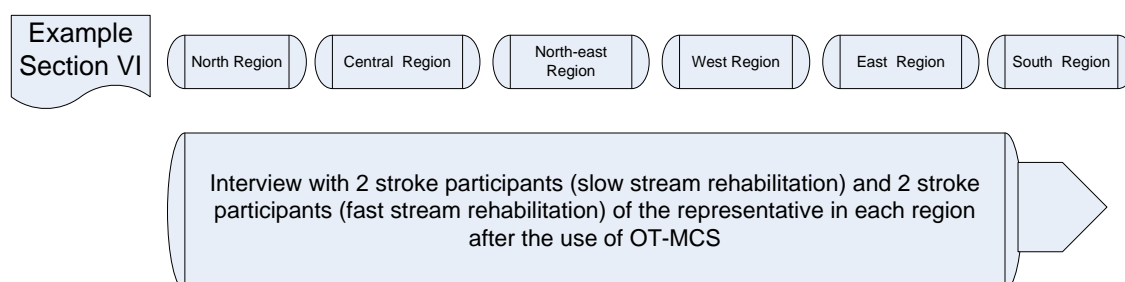 Example
Section VI
North Region
Central Region
North-east
Region
West Region
East Region
South Region
Interview with 2 stroke participants (slow stream rehabilitation) and 2 stroke
participants (fast stream rehabilitation) of the representative in each region
after the use of OT-MCS